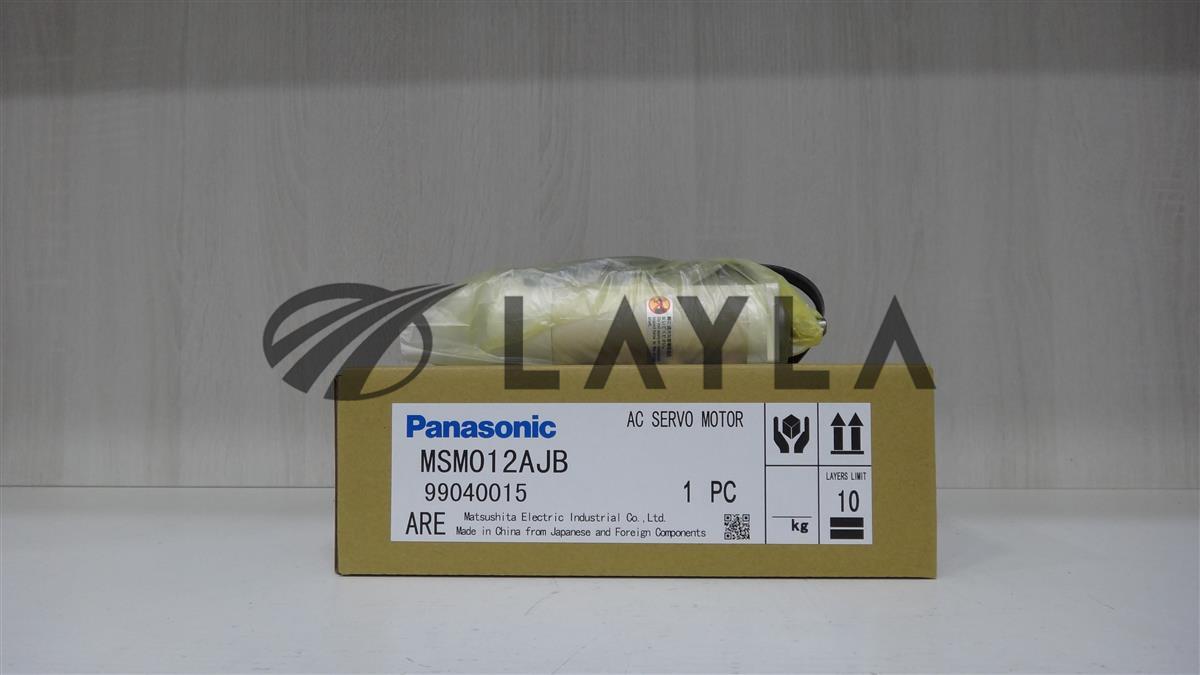 LAYLA
Panasonic
AC SERVO MOTOR
MSM012AJB
99040015
1 PC
ARE
Matsushita Electric Industrial Co.,Ltd.
Made in China from Japanese and Foreign Components
kg
LAYERS LIMIT
10